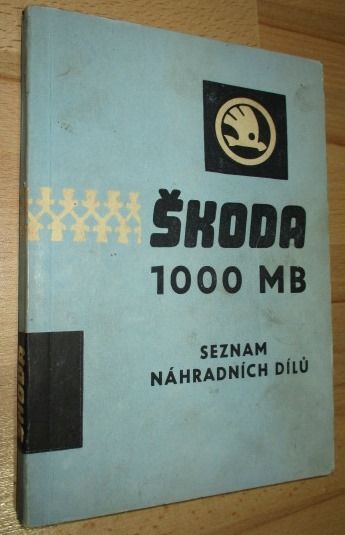 ŠKODA
1000 MB
SEZNAM
NÁHRADNÍCH DÍLŮ
ŠKODA